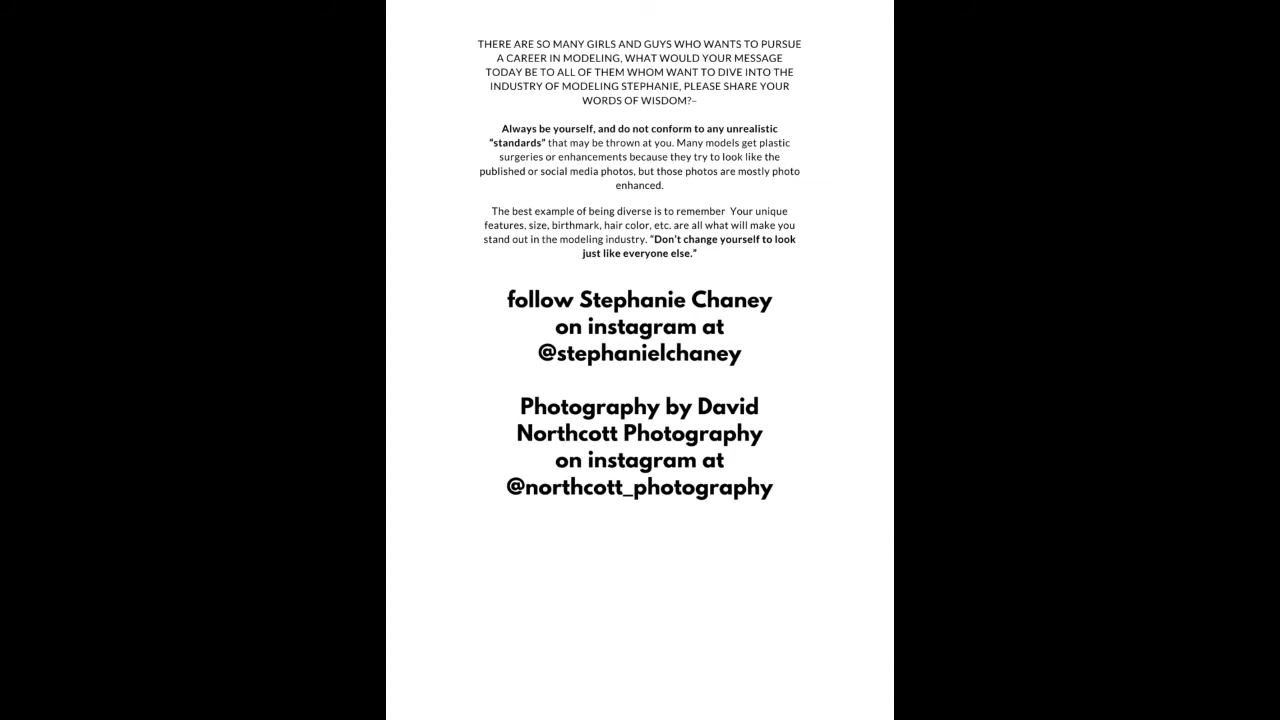 THERE ARE SO MANY GIRLS AND GUYS WHO WANTS TO PURSUE
A CAREER IN MODELING, WHAT WOULD YOUR MESSAGE
TODAY BE TO ALL OF THEM WHOM WANT TO DIVE INTO THE
INDUSTRY OF MODELING STEPHANIE, PLEASE SHARE YOUR
WORDS OF WISDOM?–
Always be yourself, and do not conform to any unrealistic
“standards” that may be thrown at you. Many models get plastic
surgeries or enhancements because they try to look like the
published or social media photos, but those photos are mostly photo
enhanced.
The best example of being diverse is to remember  Your unique
features, size, birthmark, hair color, etc. are all what will make you
stand out in the modeling industry. “Don’t change yourself to look
just like everyone else.”
follow Stephanie Chaney
on instagram at
@stephanielchaney
Photography by David
Northcott Photography
on instagram at
@northcott_photography